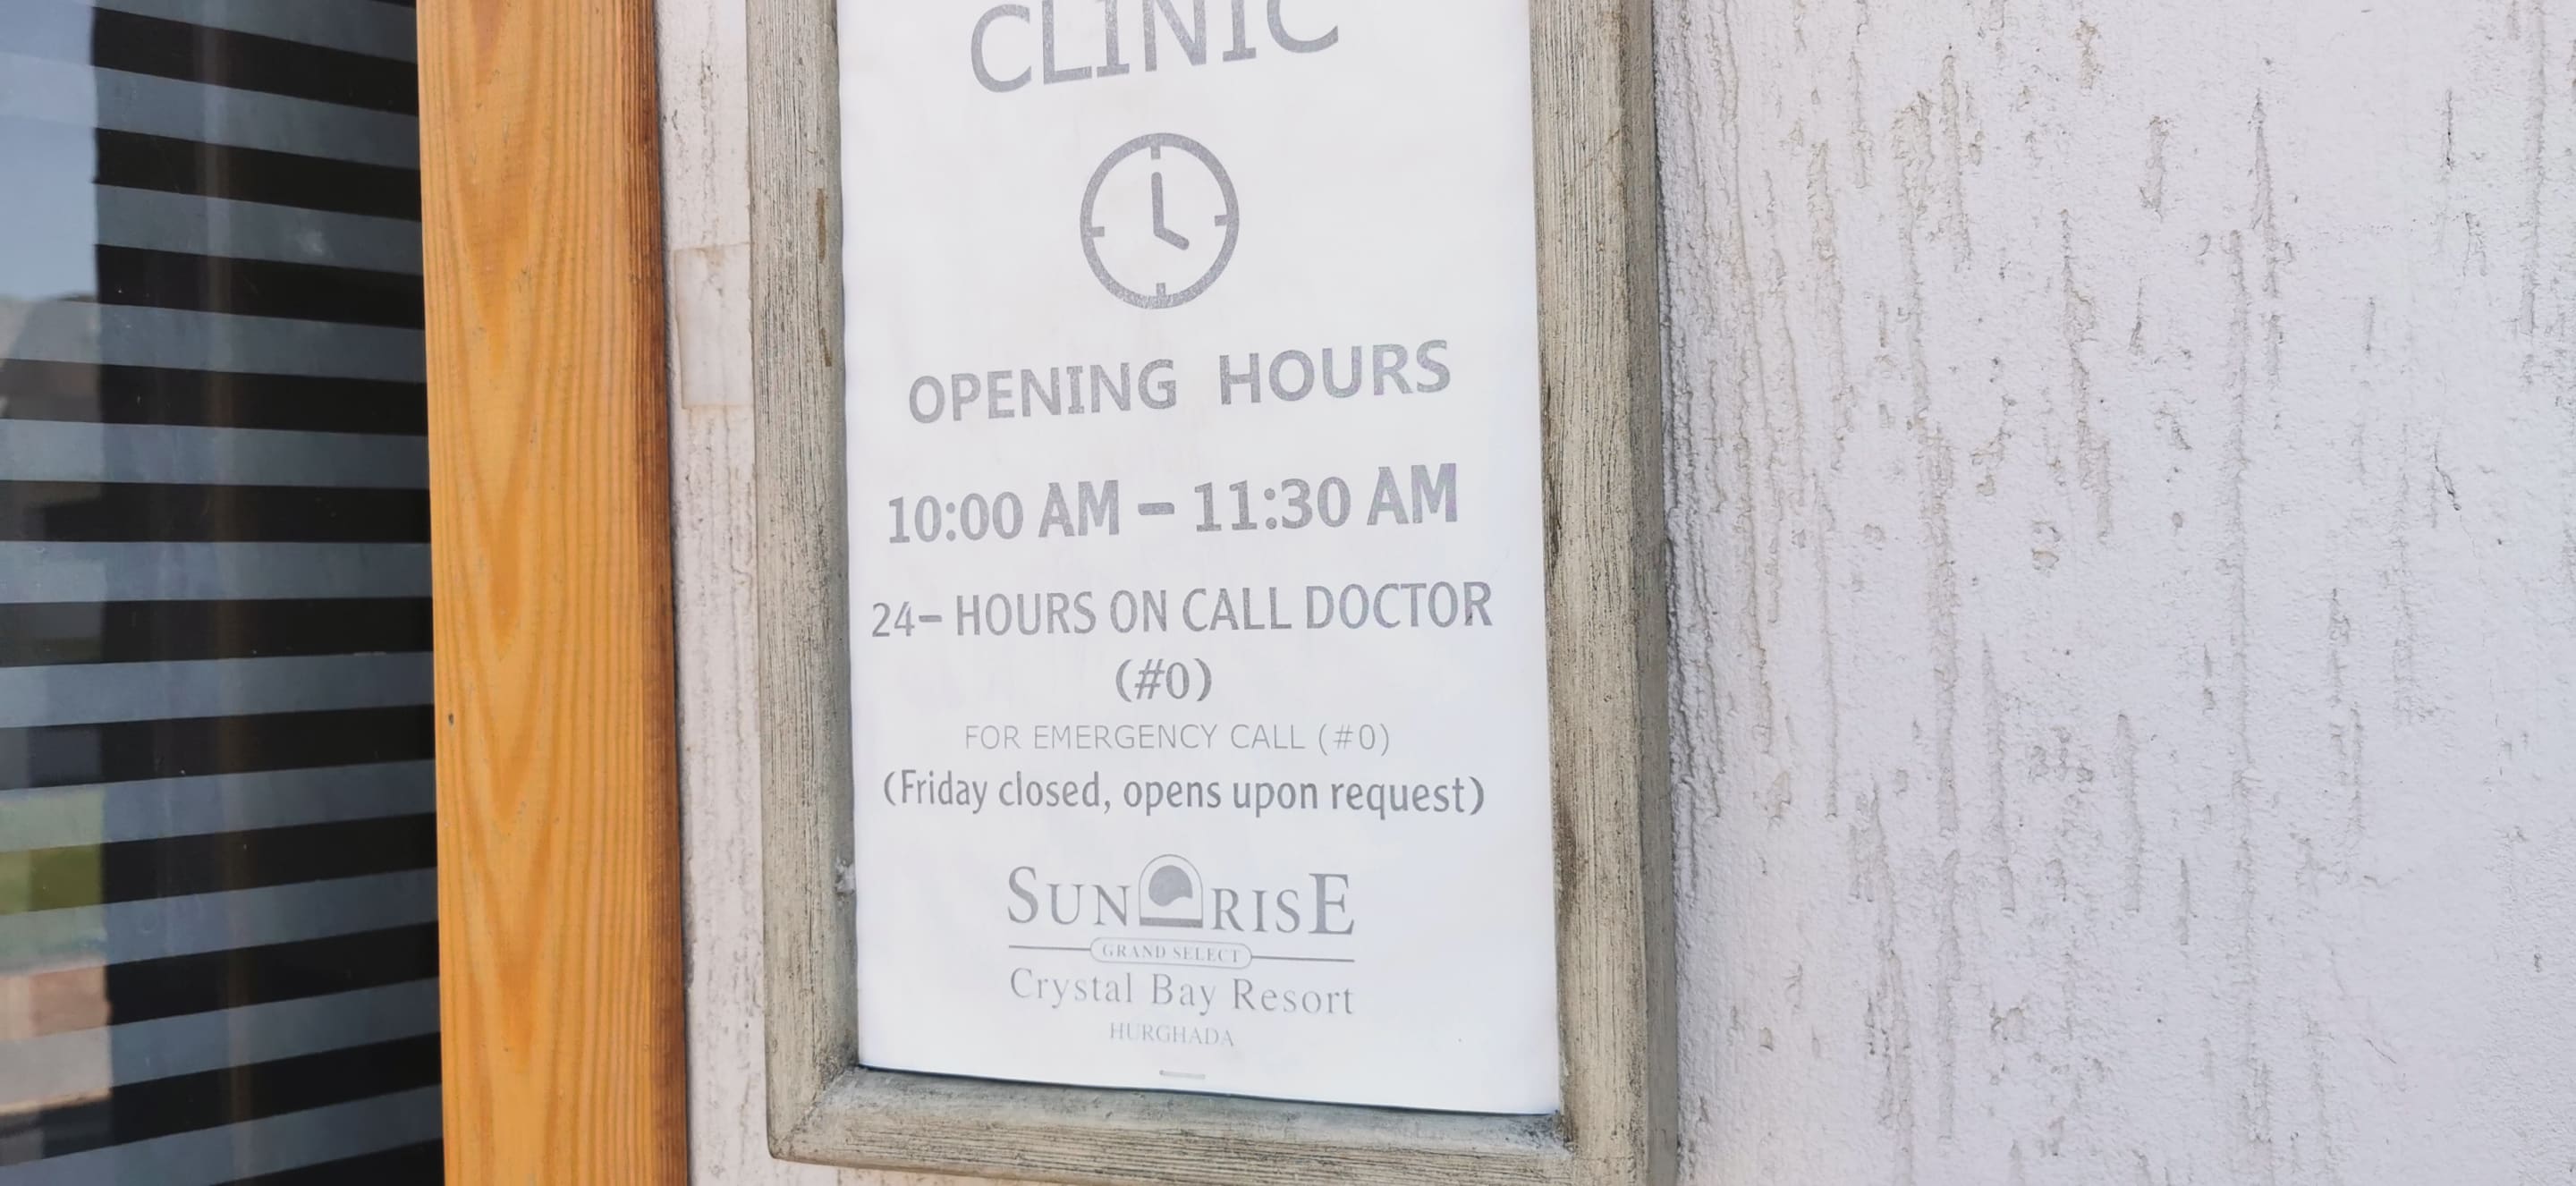 CLINIC
OPENING HOURS
10:00 AM – 11:30 AM
24– HOURS ON CALL DOCTOR
(#0)
FOR EMERGENCY CALL (#0)
(Friday closed, opens upon request)
SUNRISE
GRAND SELECT
Crystal Bay Resort
HURGHADA